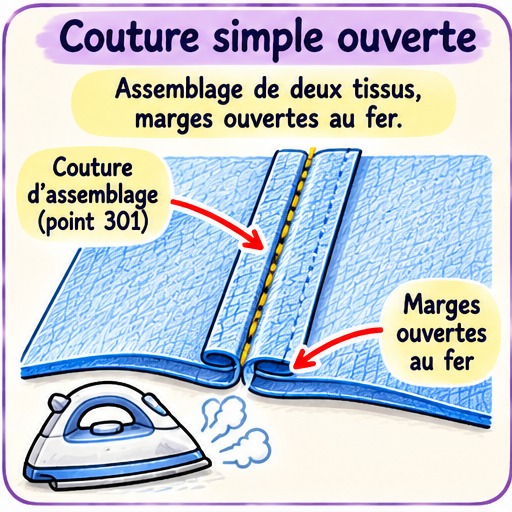 Couture simple ouverte
Assemblage de deux tissus,
marges ouvertes au fer.
Couture
d'assemblage
(point 301)
Marges
ouvertes
au fer